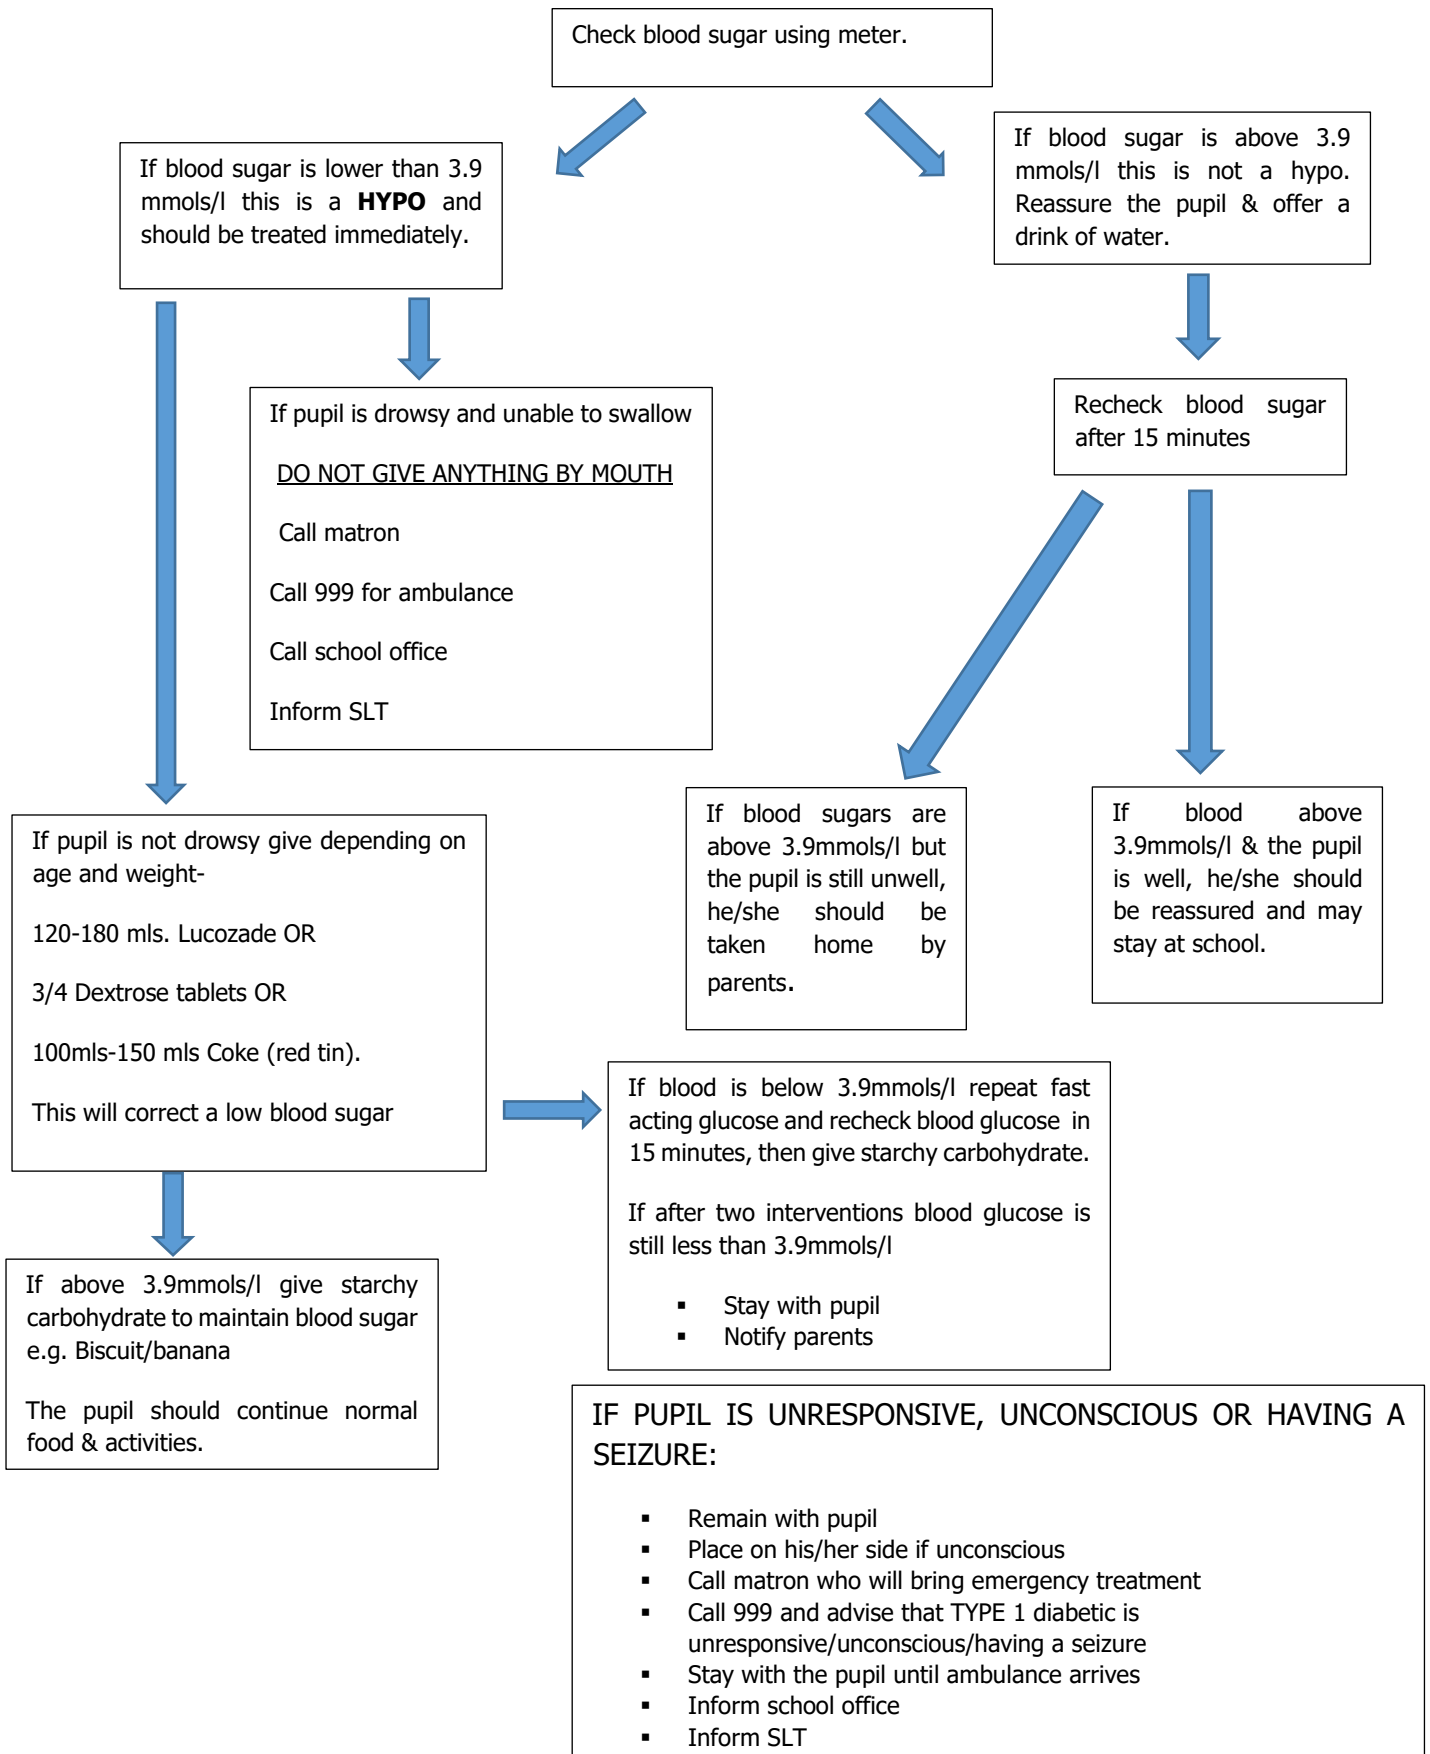 Check blood sugar using meter.
If blood sugar is lower than 3.9
mmols/l this is a HYPO and
should be treated immediately.
If blood sugar is above 3.9
mmols/l this is not a hypo.
Reassure the pupil & offer a
drink of water.
If pupil is drowsy and unable to swallow
DO NOT GIVE ANYTHING BY MOUTH
Call matron
Call 999 for ambulance
Call school office
Inform SLT
Recheck blood sugar
after 15 minutes
If pupil is not drowsy give depending on
age and weight-
120-180 mls. Lucozade OR
3/4 Dextrose tablets OR
100mls-150 mls Coke (red tin).
This will correct a low blood sugar
If blood sugars are
above 3.9mmols/l but
the pupil is still unwell,
he/she should be
taken home by
parents.
If blood above
3.9mmols/l & the pupil
is well, he/she should
be reassured and may
stay at school.
If blood is below 3.9mmols/l repeat fast
acting glucose and recheck blood glucose in
15 minutes, then give starchy carbohydrate.
If after two interventions blood glucose is
still less than 3.9mmols/l
▪ Stay with pupil
▪ Notify parents
If above 3.9mmols/l give starchy
carbohydrate to maintain blood sugar
e.g. Biscuit/banana
The pupil should continue normal
food & activities.
IF PUPIL IS UNRESPONSIVE, UNCONSCIOUS OR HAVING A
SEIZURE:
▪ Remain with pupil
▪ Place on his/her side if unconscious
▪ Call matron who will bring emergency treatment
▪ Call 999 and advise that TYPE 1 diabetic is
unresponsive/unconscious/having a seizure
▪ Stay with the pupil until ambulance arrives
▪ Inform school office
▪ Inform SLT